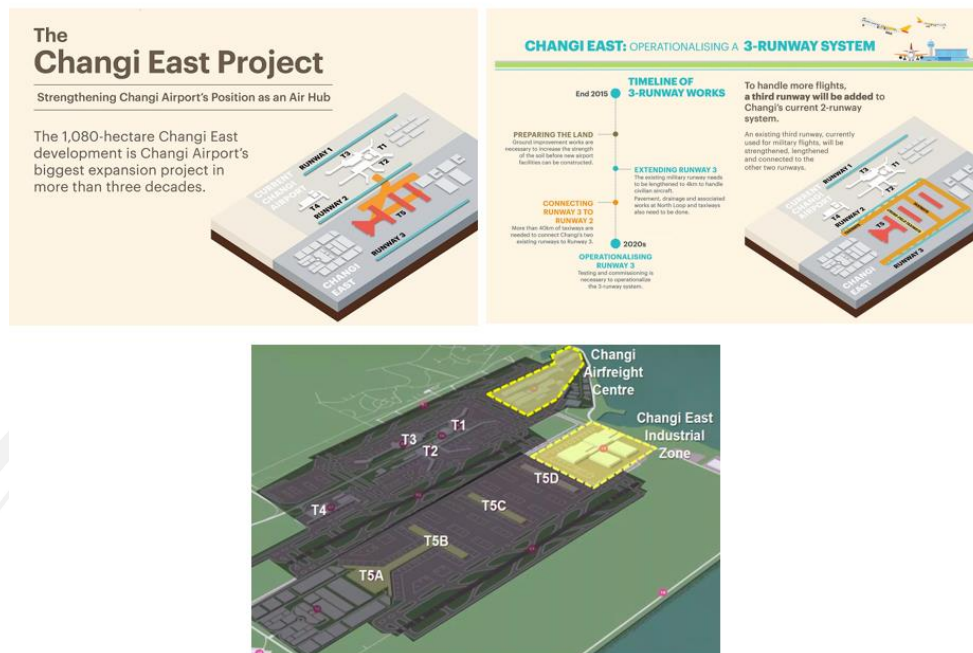 The
Changi East Project
Strengthening Changi Airport's Position as an Air Hub
The 1,080-hectare Changi East
development is Changi Airport's
biggest expansion project in
more than three decades.
RUNWAY 1
T3
T1
T2
CURRENT
CHANGI
AIRPORT
T4
RUNWAY 2
T5
RUNWAY 3
CHANGI
EAST
CHANGI EAST: OPERATIONALISING A 3-RUNWAY SYSTEM
TIMELINE OF
3-RUNWAY WORKS
End 2015
PREPARING THE LAND
Ground improvement works are
necessary to increase the strength
of the soil before new airport
facilities can be constructed.
EXTENDING RUNWAY 3
The existing military runway needs
to be lengthened to 4km to handle
civilian aircraft.
Pavement, drainage and associated
works at North Loop and taxiways
also need to be done.
CONNECTING
RUNWAY 3 TO
RUNWAY 2
More than 40km of taxiways are
needed to connect Changi's two
existing runways to Runway 3.
2020s
OPERATIONALISING
RUNWAY 3
Testing and commissioning is
necessary to operationalize
the 3-runway system.
To handle more flights,
a third runway will be added to
Changi's current 2-runway
system.
An existing third runway, currently
used for military flights, will be
strengthened, lengthened
and connected to the
other two runways.
RUNWAY 1
T3
T1
T2
CURRENT
CHANGI
AIRPORT
T4
RUNWAY 2
T5
RUNWAY 3
CHANGI
EAST
Changi
Airfreight
Centre
Changi East
Industrial
Zone
T1
T3
T2
T5D
T4
T5C
T5B
T5A